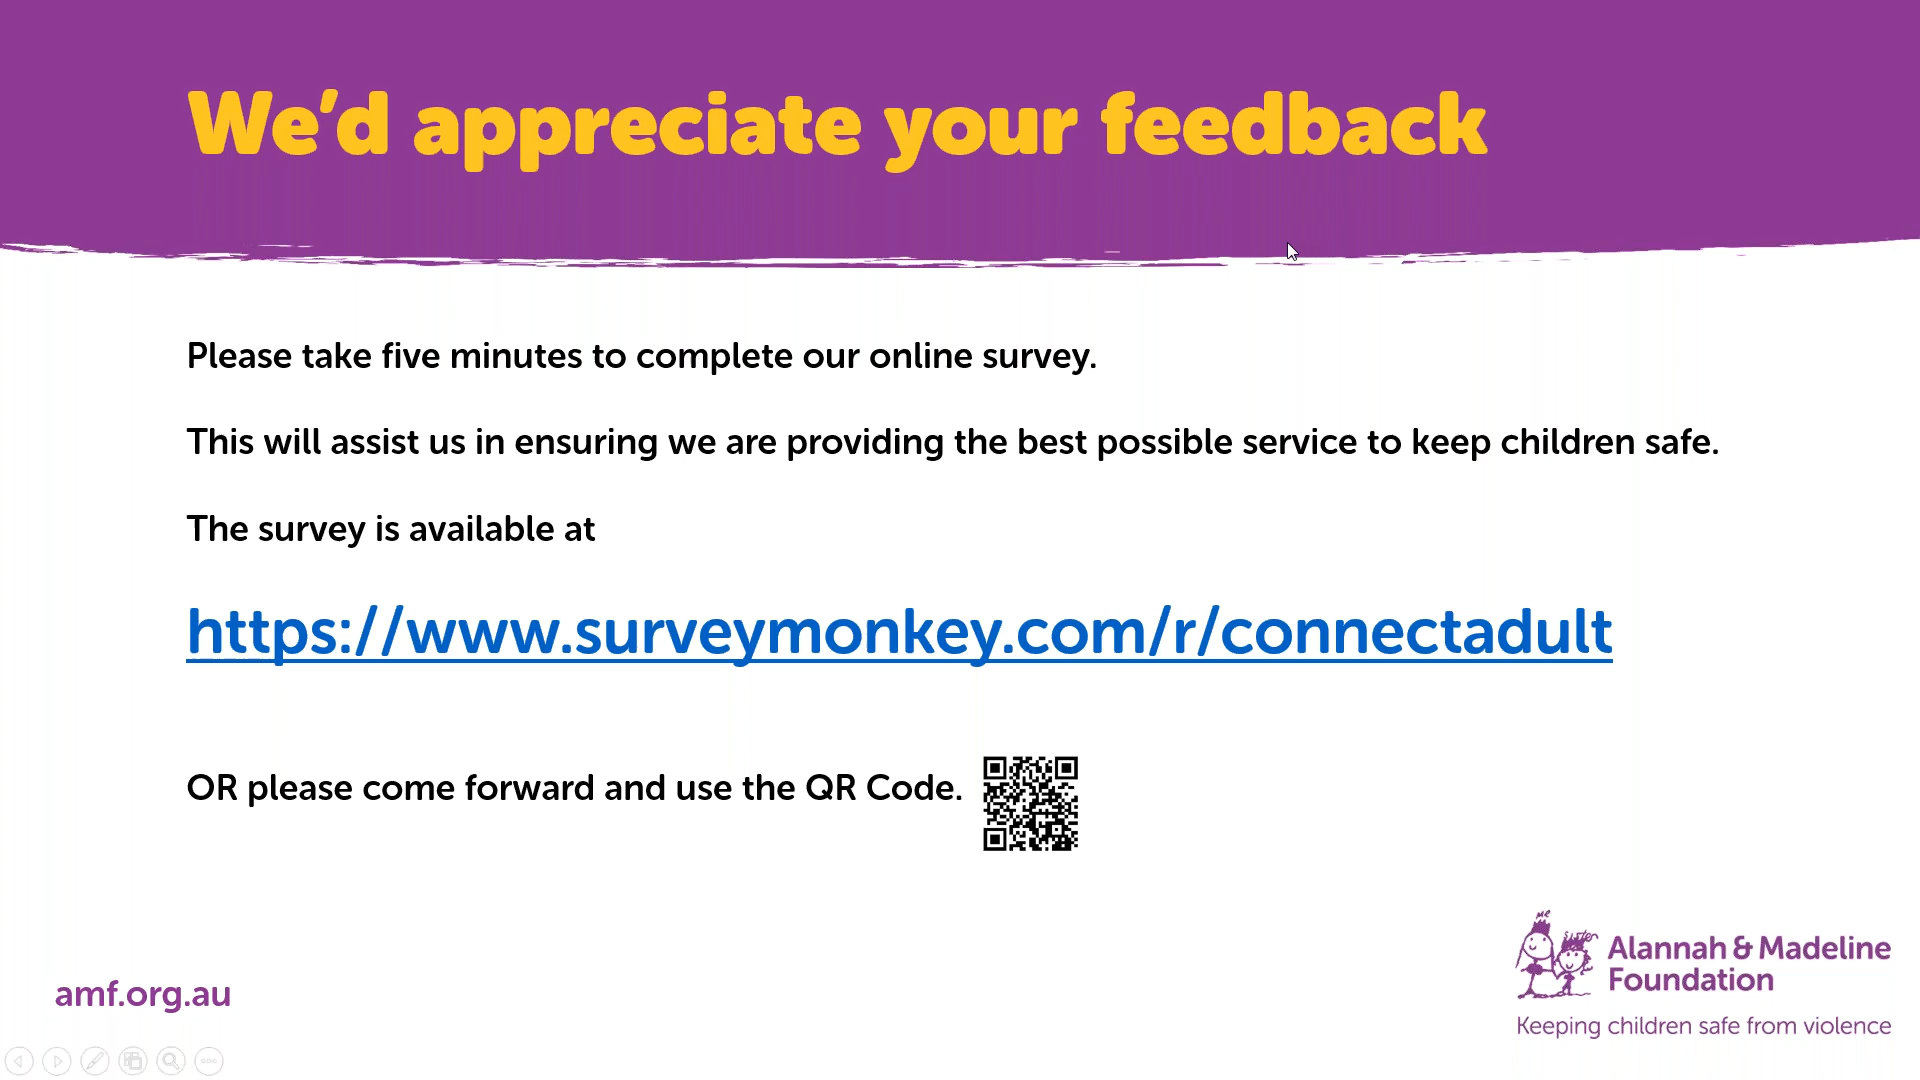 We’d appreciate your feedback
Please take five minutes to complete our online survey.
This will assist us in ensuring we are providing the best possible service to keep children safe.
The survey is available at
https://www.surveymonkey.com/r/connectadult
OR please come forward and use the QR Code.
me
sister
Alannah & Madeline
Foundation
Keeping children safe from violence
amf.org.au